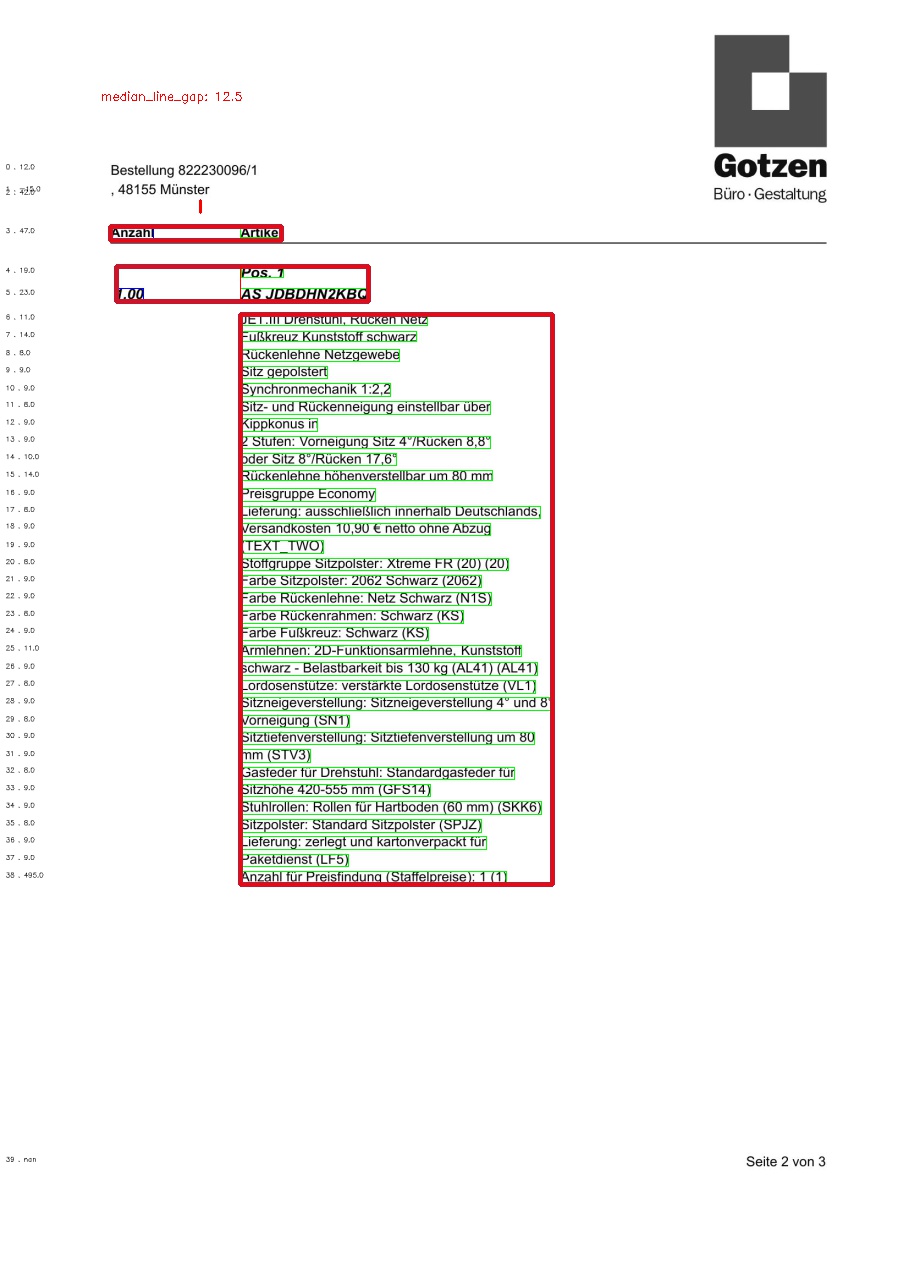 median_line_gap: 12.5
Gotzen
Büro · Gestaltung
0 . 12.0
Bestellung 822230096/1
, 48155 Münster
3 . 47.0
Anzahl Artikel
4 . 19.0
Pos. 1
5 . 23.0
1,00 AS JDBDHN2KBQ
6 . 11.0
JET.III Drehstuhl, Rücken Netz
7 . 14.0
Fußkreuz Kunststoff schwarz
8 . 8.0
Rückenlehne Netzgewebe
9 . 9.0
Sitz gepolstert
10 . 9.0
Synchronmechanik 1:2,2
11 . 8.0
Sitz- und Rückenneigung einstellbar über
12 . 9.0
Kippkonus in
13 . 9.0
2 Stufen: Vorneigung Sitz 4°/Rücken 8,8°
14 . 10.0
oder Sitz 8°/Rücken 17,6°
15 . 14.0
Rückenlehne höhenverstellbar um 80 mm
16 . 9.0
Preisgruppe Economy
17 . 8.0
Lieferung: ausschließlich innerhalb Deutschlands,
18 . 9.0
Versandkosten 10,90 € netto ohne Abzug
19 . 9.0
(TEXT_TWO)
20 . 8.0
Stoffgruppe Sitzpolster: Xtreme FR (20) (20)
21 . 9.0
Farbe Sitzpolster: 2062 Schwarz (2062)
22 . 9.0
Farbe Rückenlehne: Netz Schwarz (N1S)
23 . 8.0
Farbe Rückenrahmen: Schwarz (KS)
24 . 9.0
Farbe Fußkreuz: Schwarz (KS)
25 . 11.0
Armlehnen: 2D-Funktionsarmlehne, Kunststoff
26 . 9.0
schwarz - Belastbarkeit bis 130 kg (AL41) (AL41)
27 . 8.0
Lordosenstütze: verstärkte Lordosenstütze (VL1)
28 . 9.0
Sitzneigeverstellung: Sitzneigeverstellung 4° und 8°
29 . 8.0
Vorneigung (SN1)
30 . 9.0
Sitztiefenverstellung: Sitztiefenverstellung um 80
31 . 9.0
mm (STV3)
32 . 8.0
Gasfeder für Drehstuhl: Standardgasfeder für
33 . 9.0
Sitzhöhe 420-555 mm (GFS14)
34 . 9.0
Stuhlrollen: Rollen für Hartboden (60 mm) (SKK6)
35 . 8.0
Sitzpolster: Standard Sitzpolster (SPJZ)
36 . 9.0
Lieferung: zerlegt und kartonverpackt für
37 . 9.0
Paketdienst (LF5)
38 . 495.0
Anzahl für Preisfindung (Staffelpreise): 1 (1)
39 . nan
Seite 2 von 3